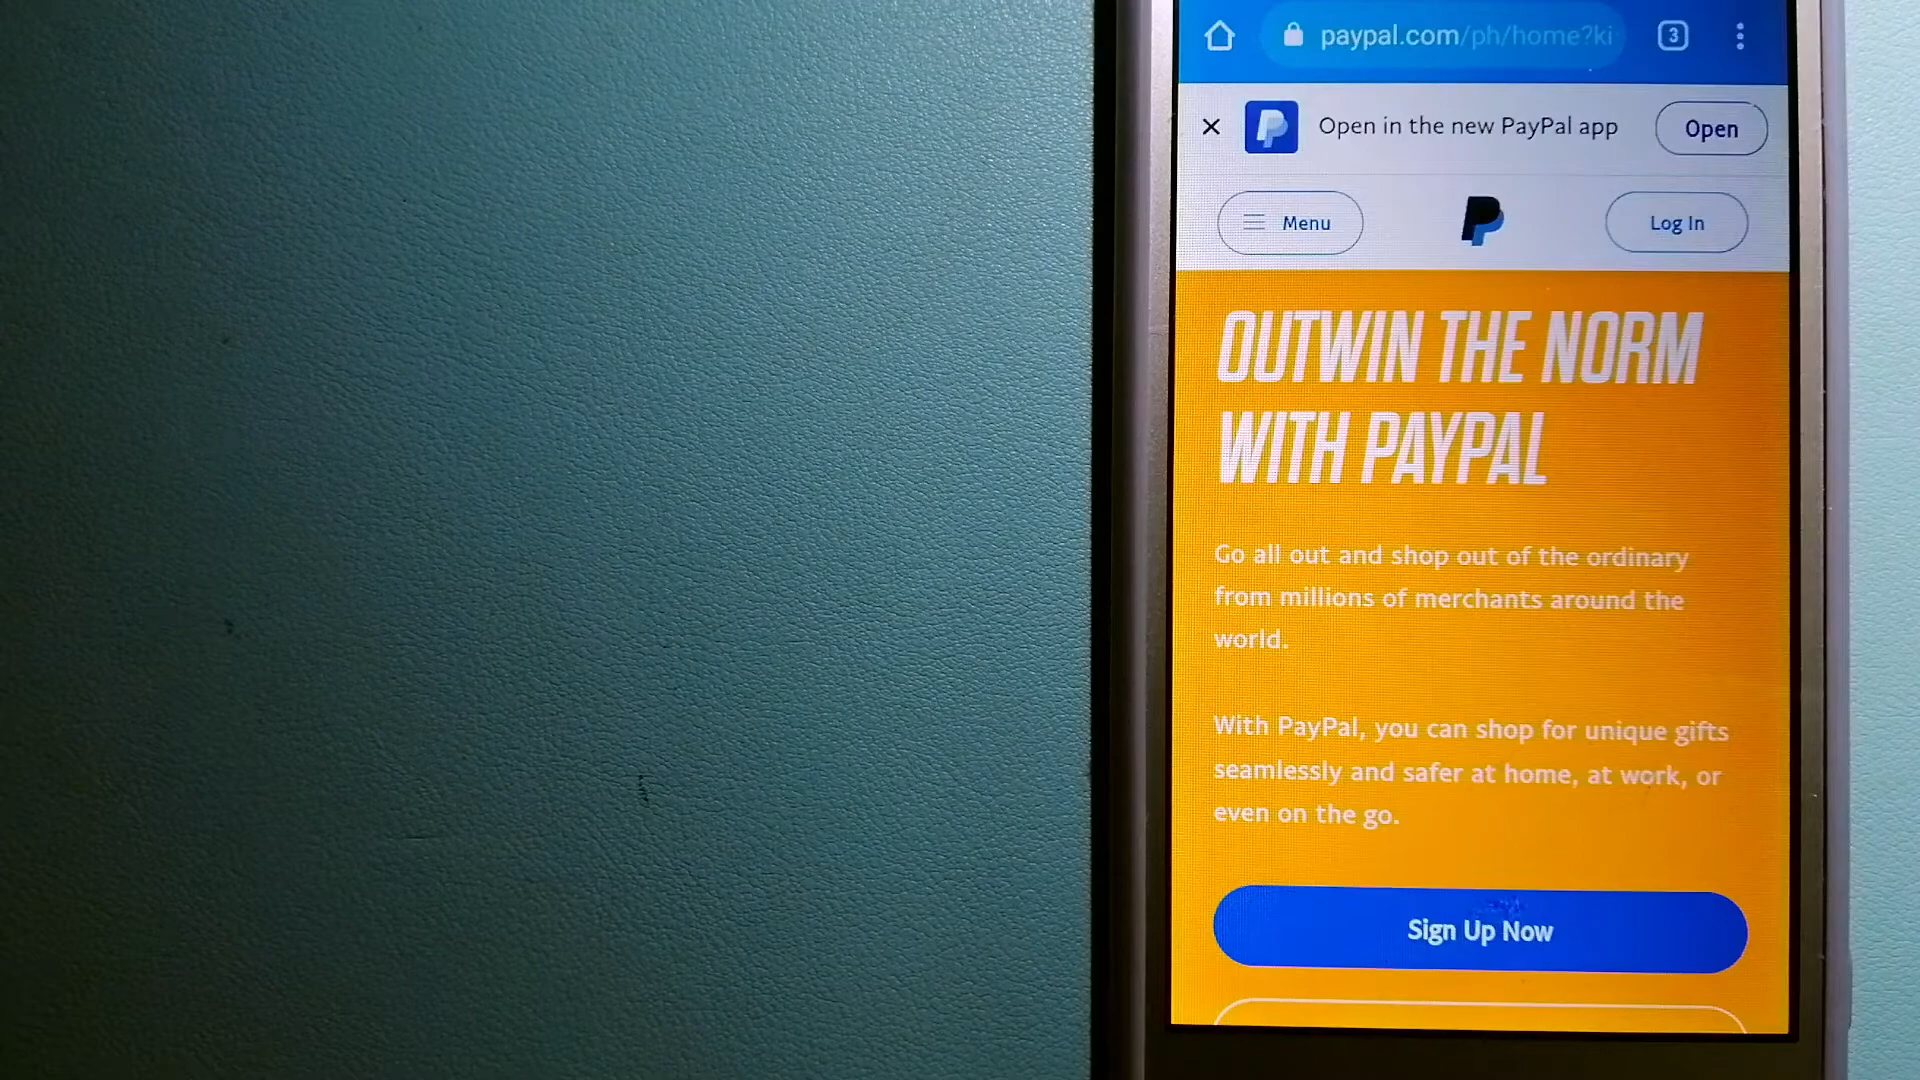 paypal.com/ph/home?ki
3
Open in the new PayPal app
Open
Menu
Log In
OUTWIN THE NORM
WITH PAYPAL
Go all out and shop out of the ordinary
from millions of merchants around the
world.
With PayPal, you can shop for unique gifts
seamlessly and safer at home, at work, or
even on the go.
Sign Up Now